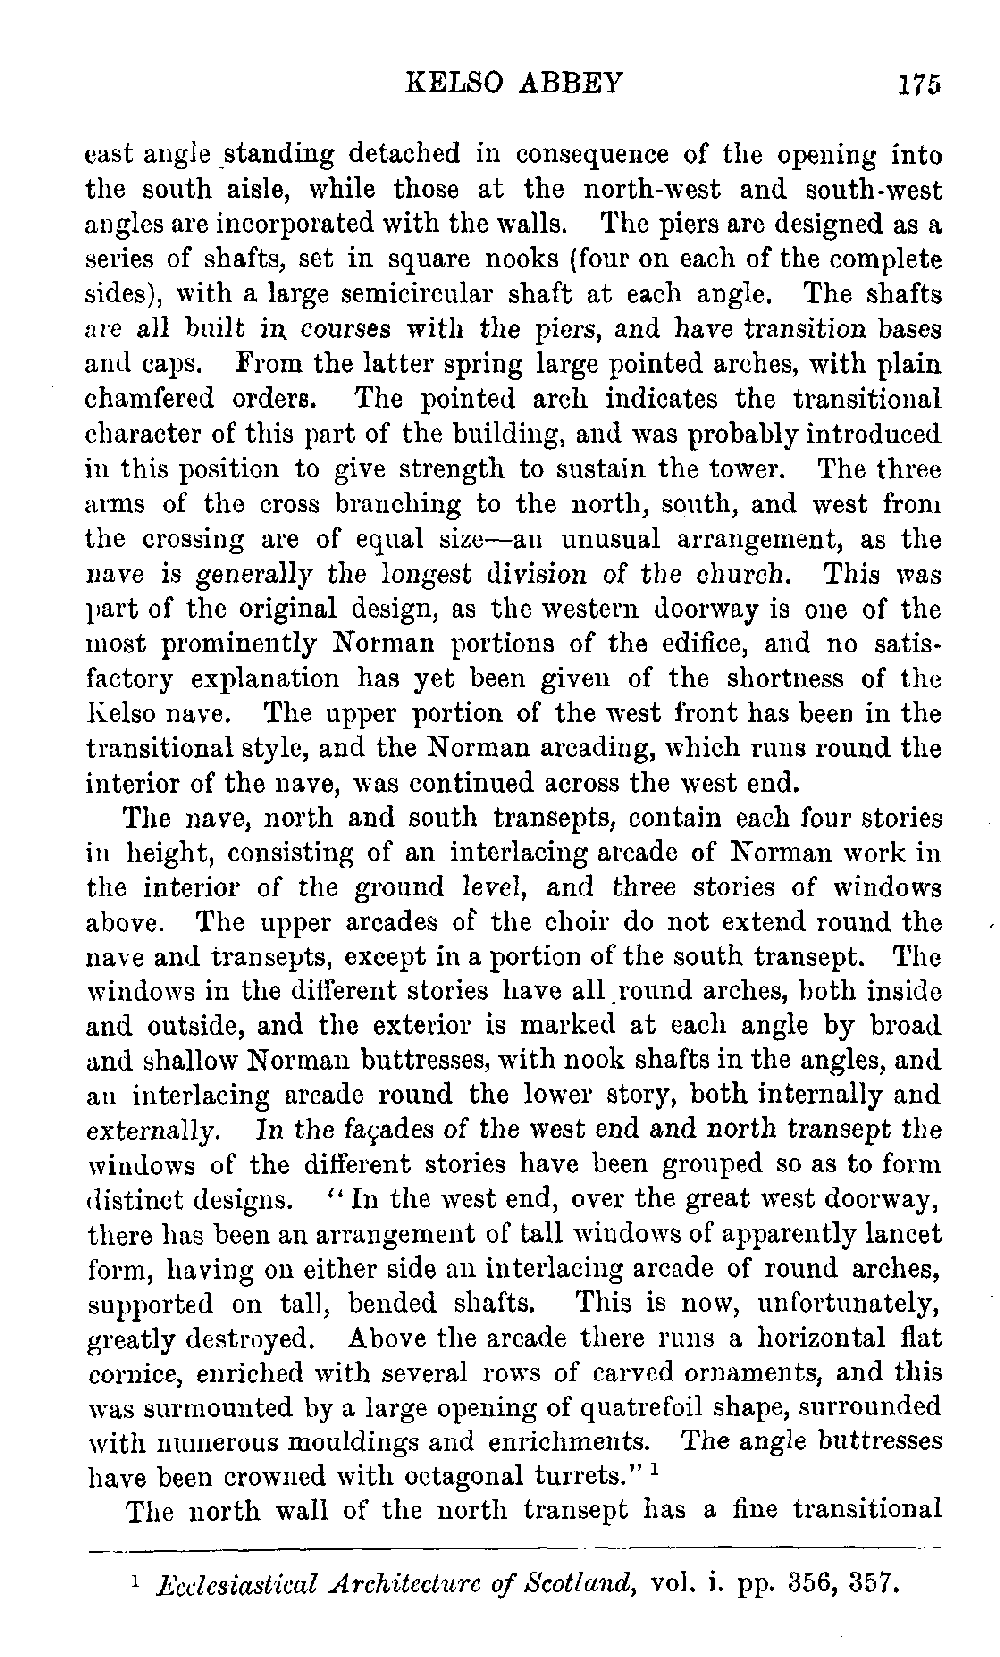 KELSO ABBEY 175
east angle standing detached in consequence of the opening into
the south aisle, while those at the north-west and south-west
angles are incorporated with the walls. The piers are designed as a
series of shafts, set in square nooks (four on each of the complete
sides), with a large semicircular shaft at each angle. The shafts
are all built in courses with the piers, and have transition bases
and caps. From the latter spring large pointed arches, with plain
chamfered orders. The pointed arch indicates the transitional
character of this part of the building, and was probably introduced
in this position to give strength to sustain the tower. The three
arms of the cross branching to the north, south, and west from
the crossing are of equal size—an unusual arrangement, as the
nave is generally the longest division of the church. This was
part of the original design, as the western doorway is one of the
most prominently Norman portions of the edifice, and no satis-
factory explanation has yet been given of the shortness of the
Kelso nave. The upper portion of the west front has been in the
transitional style, and the Norman arcading, which runs round the
interior of the nave, was continued across the west end.
The nave, north and south transepts, contain each four stories
in height, consisting of an interlacing arcade of Norman work in
the interior of the ground level, and three stories of windows
above. The upper arcades of the choir do not extend round the
nave and transepts, except in a portion of the south transept. The
windows in the different stories have all round arches, both inside
and outside, and the exterior is marked at each angle by broad
and shallow Norman buttresses, with nook shafts in the angles, and
an interlacing arcade round the lower story, both internally and
externally. In the façades of the west end and north transept the
windows of the different stories have been grouped so as to form
distinct designs. "In the west end, over the great west doorway,
there has been an arrangement of tall windows of apparently lancet
form, having on either side an interlacing arcade of round arches,
supported on tall, bended shafts. This is now, unfortunately,
greatly destroyed. Above the arcade there runs a horizontal flat
cornice, enriched with several rows of carved ornaments, and this
was surmounted by a large opening of quatrefoil shape, surrounded
with numerous mouldings and enrichments. The angle buttresses
have been crowned with octagonal turrets." 1
The north wall of the north transept has a fine transitional
1 Ecclesiastical Architecture of Scotland, vol. i. pp. 356, 357.